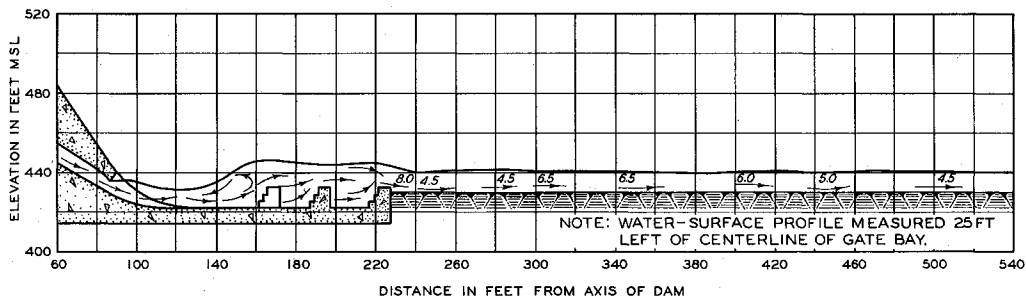 520
480
440
400
ELEVATION IN FEET MSL
8.0 4.5 4.5 6.5 6.5 6.0 5.0 4.5
NOTE: WATER-SURFACE PROFILE MEASURED 25 FT
LEFT OF CENTERLINE OF GATE BAY.
60 100 140 180 220 260 300 340 380 420 460 500 540
DISTANCE IN FEET FROM AXIS OF DAM